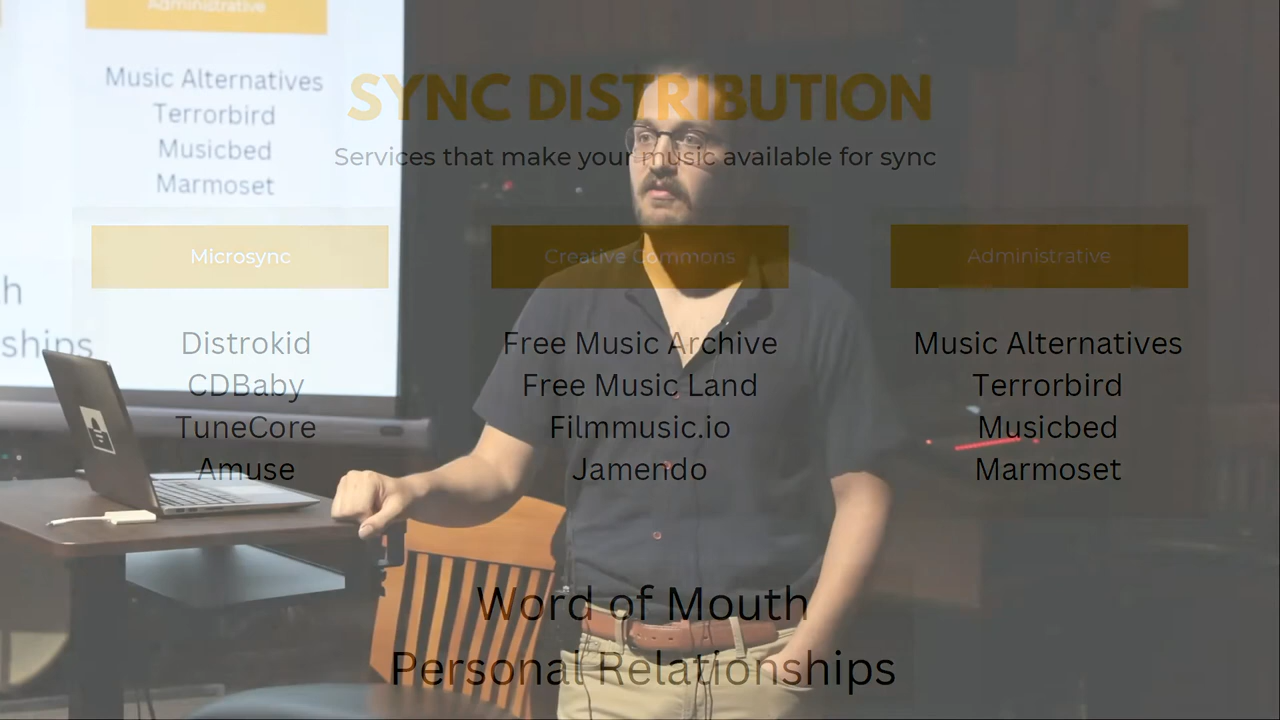 Administrative
Music Alternatives
Terrorbird
Musicbed
Marmoset
h
ships
SYNC DISTRIBUTION
Services that make your music available for sync
Microsync
Distrokid
CDBaby
TuneCore
Amuse
Creative Commons
Free Music Archive
Free Music Land
Filmmusic.io
Jamendo
Administrative
Music Alternatives
Terrorbird
Musicbed
Marmoset
Word of Mouth
Personal Relationships